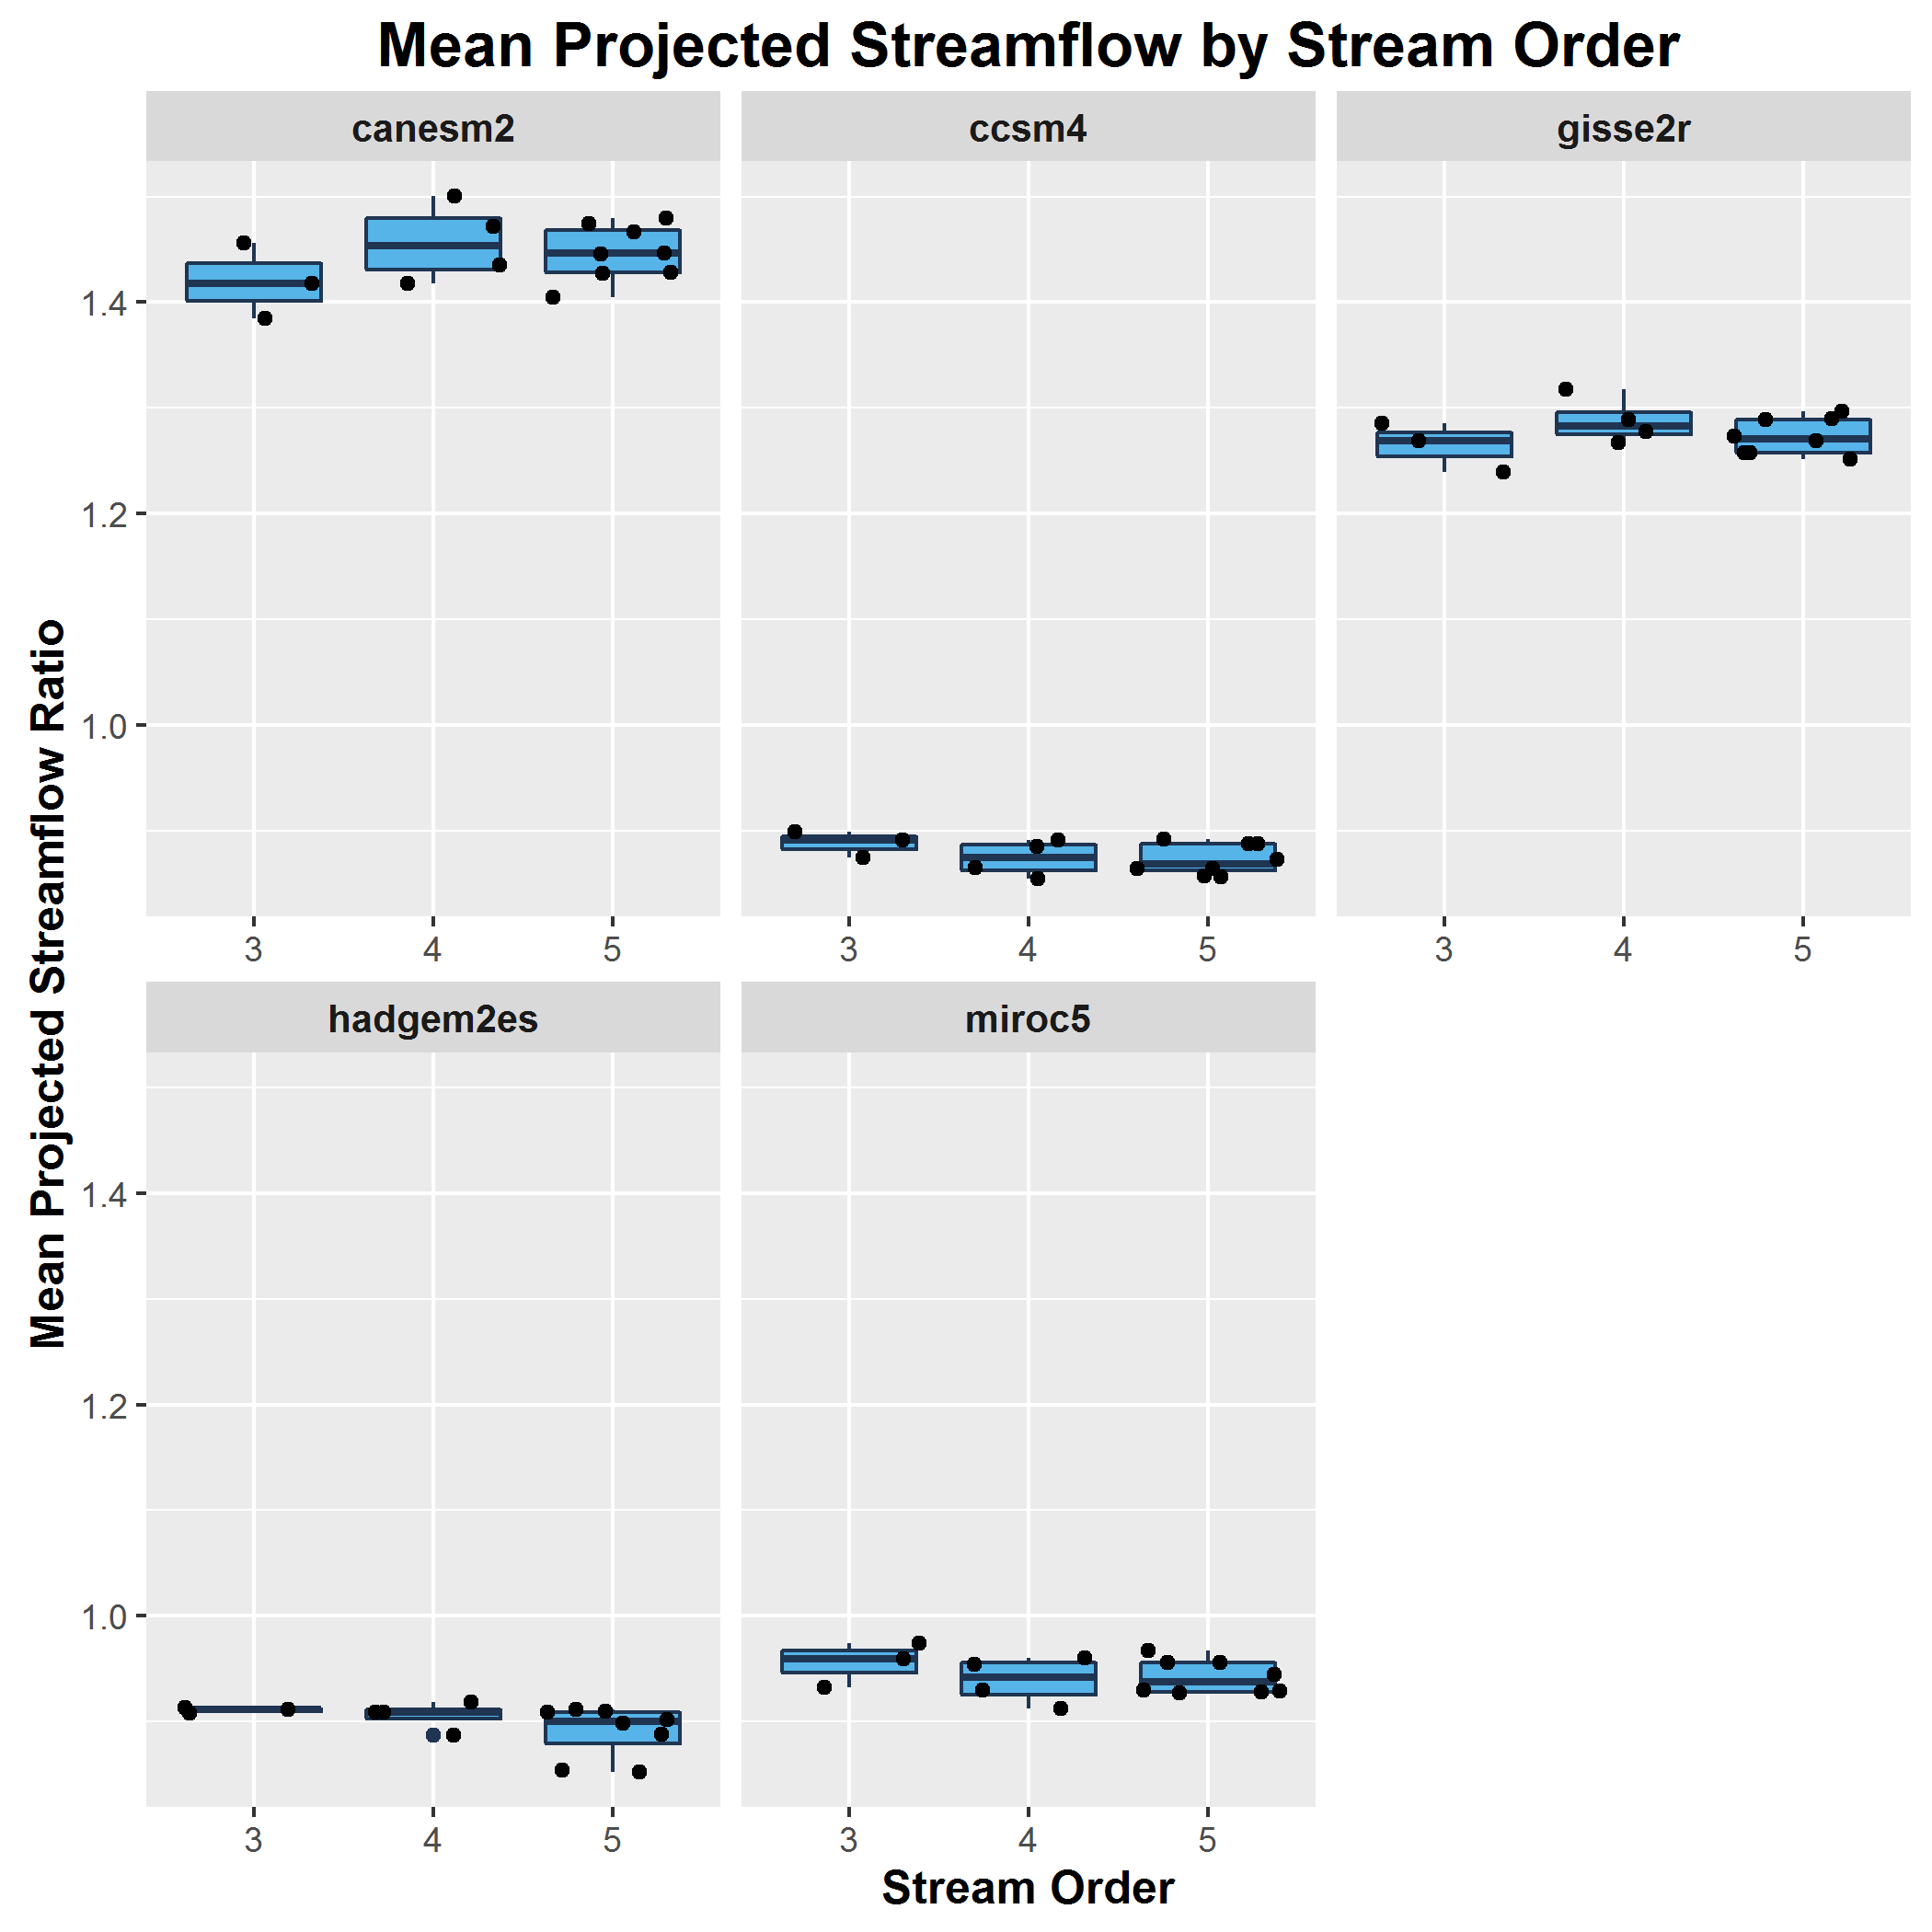 Mean Projected Streamflow by Stream Order
canesm2
ccsm4
gisse2r
1.4
1.2
1.0
3 4 5
3 4 5
3 4 5
Mean Projected Streamflow Ratio
hadgem2es
miroc5
1.4
1.2
1.0
3 4 5
3 4 5
Stream Order